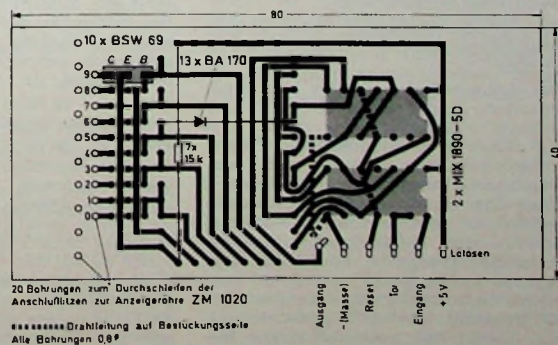 80
10 x BSW 69
C E B
13 x BA 170
9
8
7
6
5
4
3
2
1
0
7x
15 k
2 x MIX 1890-5D
40
Lötösen
20 Bohrungen zum Durchschleifen der
Anschlußlitzen zur Anzeigeröhre ZM 1020
Ausgang
-(Masse)
Reset
Tor
Eingang
+5V
Drahtleitung auf Bestückungsseite
Alle Bohrungen 0,8ø